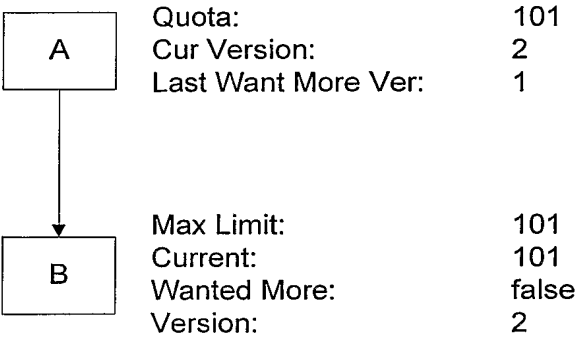 A
Quota: 101
Cur Version: 2
Last Want More Ver: 1
B
Max Limit: 101
Current: 101
Wanted More: false
Version: 2